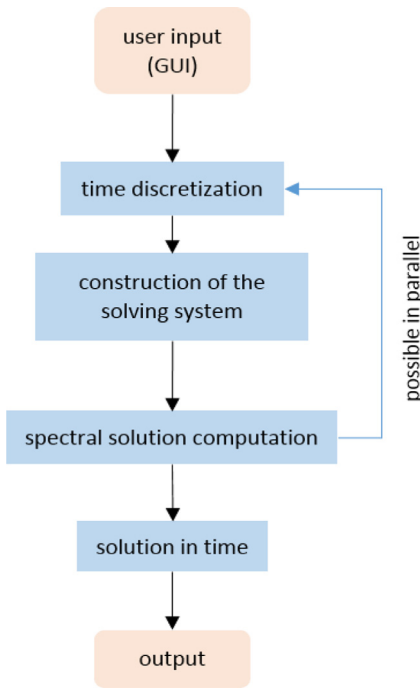 user input
(GUI)
time discretization
construction of the
solving system
possible in parallel
spectral solution computation
solution in time
output